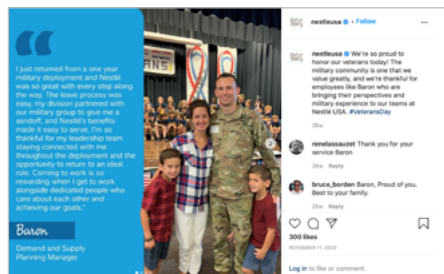 I just returned from a one year
military deployment and Nestlé
was so great with every step along
the way. The leave process was
easy, my division partnered with
our military group to give me a
sendoff, and Nestlé's benefits
made it easy to serve. I'm so
thankful for my leadership team
staying connected with me
throughout the deployment and the
opportunity to return to an ideal
role. Coming to work is so
rewarding when I get to work
alongside dedicated people who
care about each other and
achieving our goals."
Baron
Demand and Supply
Planning Manager
ANS
nestleusa • Follow
nestleusa We're so proud to
honor our veterans today! The
military community is one that we
value greatly, and we're thankful for
employees like Baron who are
bringing their perspectives and
military experience to our teams at
Nestlé USA. #VeteransDay
renelassauzet Thank you for your
service Baron
Reply
bruce_borden Baron, Proud of you.
Best to your family.
Reply
300 likes
NOVEMBER 11, 2020
Log in to like or comment.